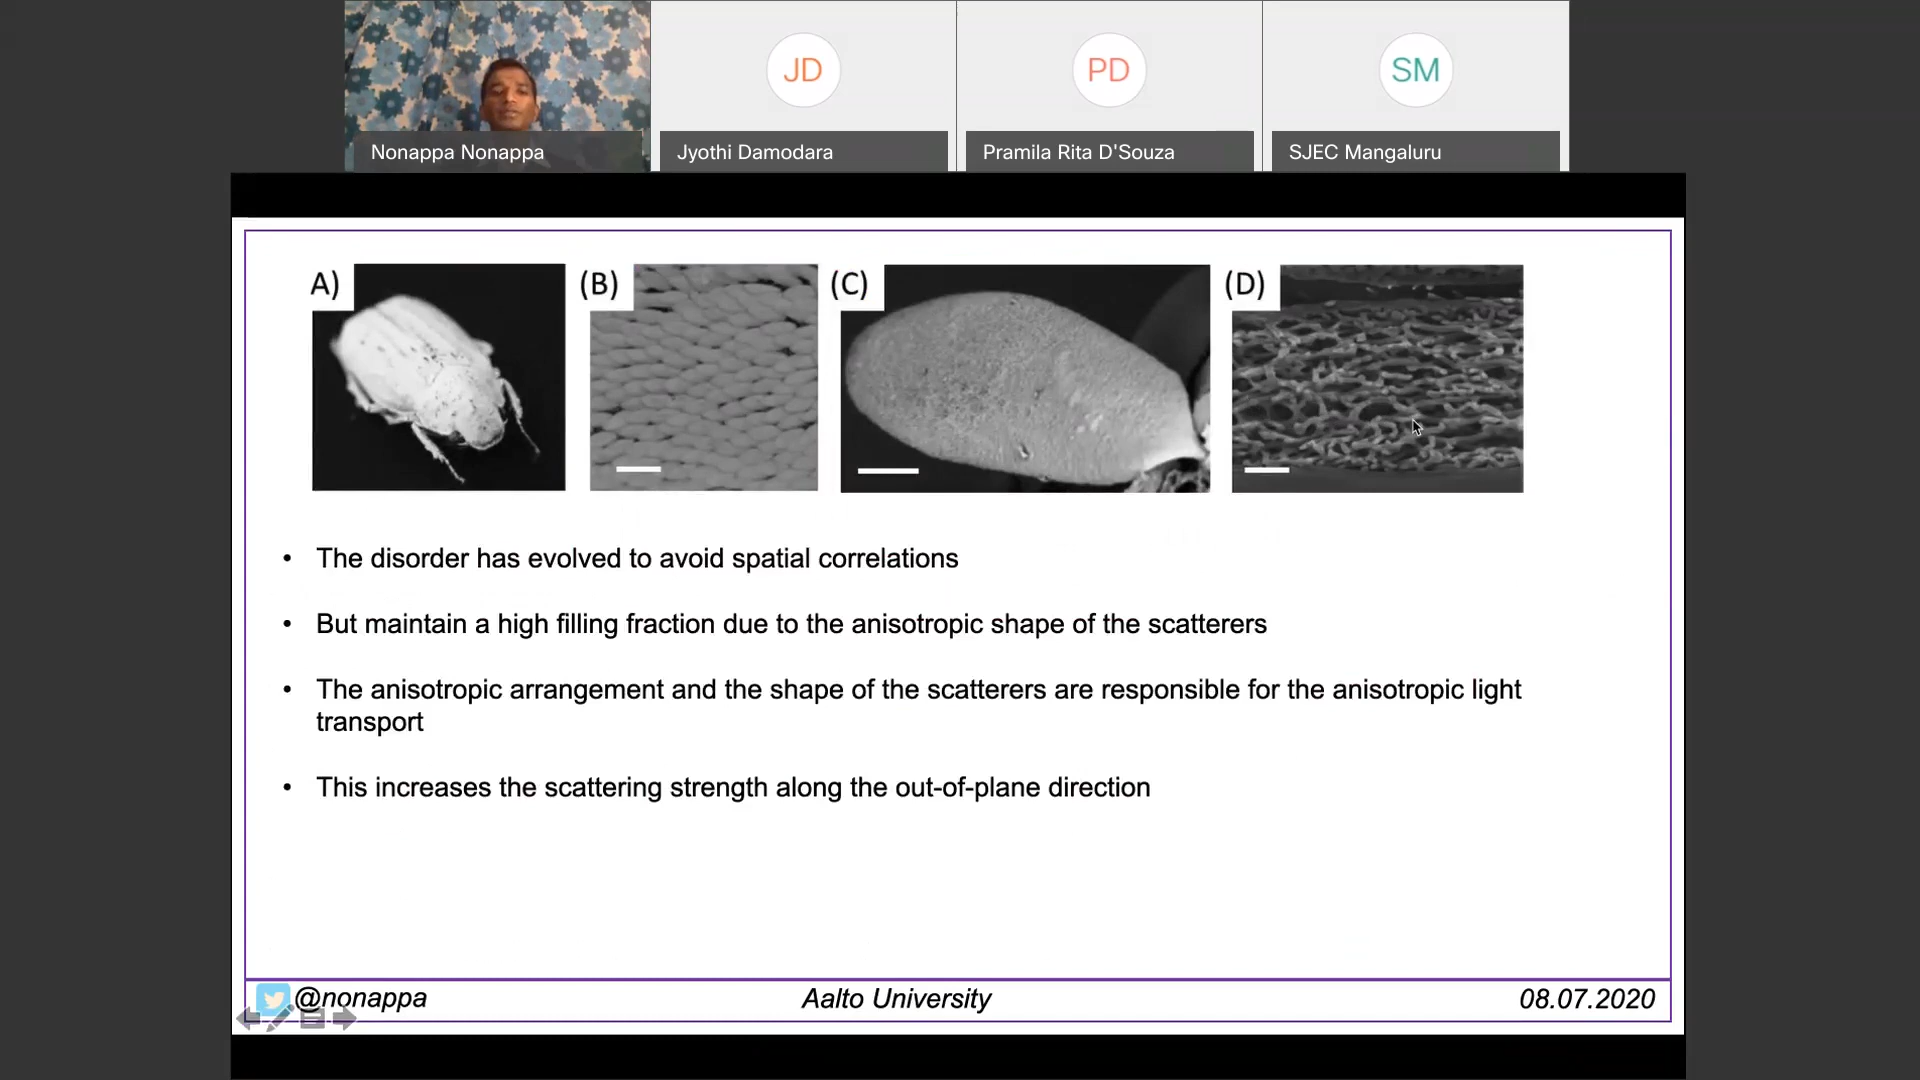 JD
PD
SM
Nonappa Nonappa
Jyothi Damodara
Pramila Rita D'Souza
SJEC Mangaluru
A)
(B)
(C)
(D)
• The disorder has evolved to avoid spatial correlations
• But maintain a high filling fraction due to the anisotropic shape of the scatterers
• The anisotropic arrangement and the shape of the scatterers are responsible for the anisotropic light
transport
• This increases the scattering strength along the out-of-plane direction
@nonappa
Aalto University
08.07.2020